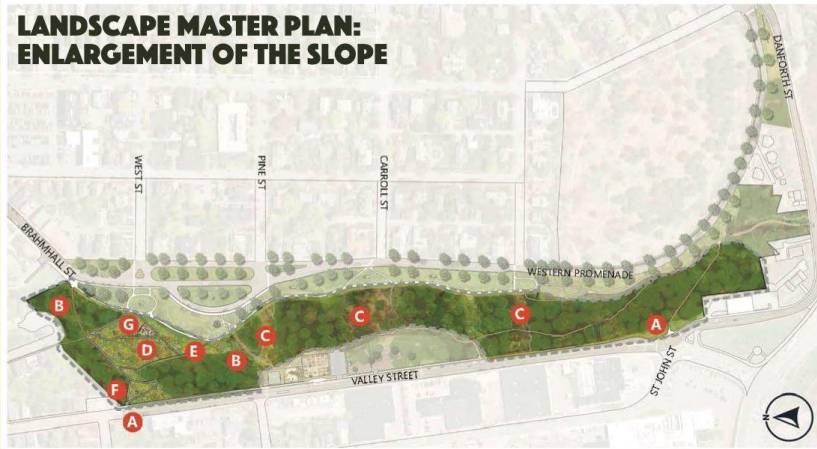 LANDSCAPE MASTER PLAN:
ENLARGEMENT OF THE SLOPE
DANFORTH ST
WEST ST
PINE ST
CARROLL ST
BRAHMHALL ST
WESTERN PROMENADE
B
G
D
E
B
C
C
C
A
F
A
VALLEY STREET
ST JOHN ST
N